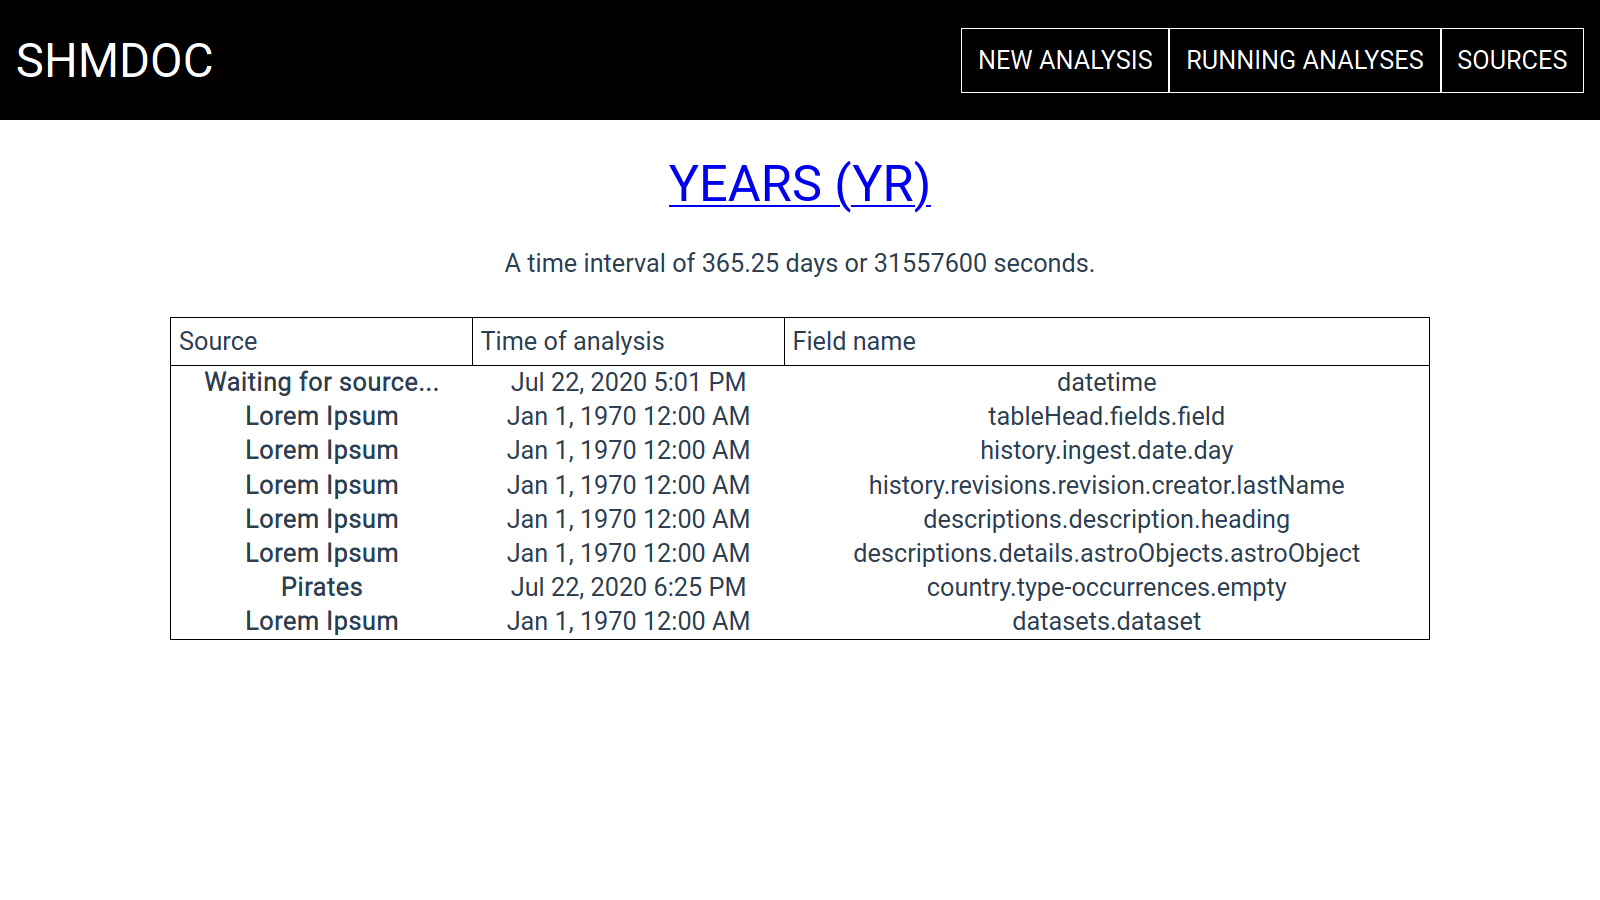 SHMDOC NEW ANALYSIS RUNNING ANALYSES SOURCES
YEARS (YR)
A time interval of 365.25 days or 31557600 seconds.
Source Time of analysis Field name
Waiting for source... Jul 22, 2020 5:01 PM datetime
Lorem Ipsum Jan 1, 1970 12:00 AM tableHead.fields.field
Lorem Ipsum Jan 1, 1970 12:00 AM history.ingest.date.day
Lorem Ipsum Jan 1, 1970 12:00 AM history.revisions.revision.creator.lastName
Lorem Ipsum Jan 1, 1970 12:00 AM descriptions.description.heading
Lorem Ipsum Jan 1, 1970 12:00 AM descriptions.details.astroObjects.astroObject
Pirates Jul 22, 2020 6:25 PM country.type-occurrences.empty
Lorem Ipsum Jan 1, 1970 12:00 AM datasets.dataset